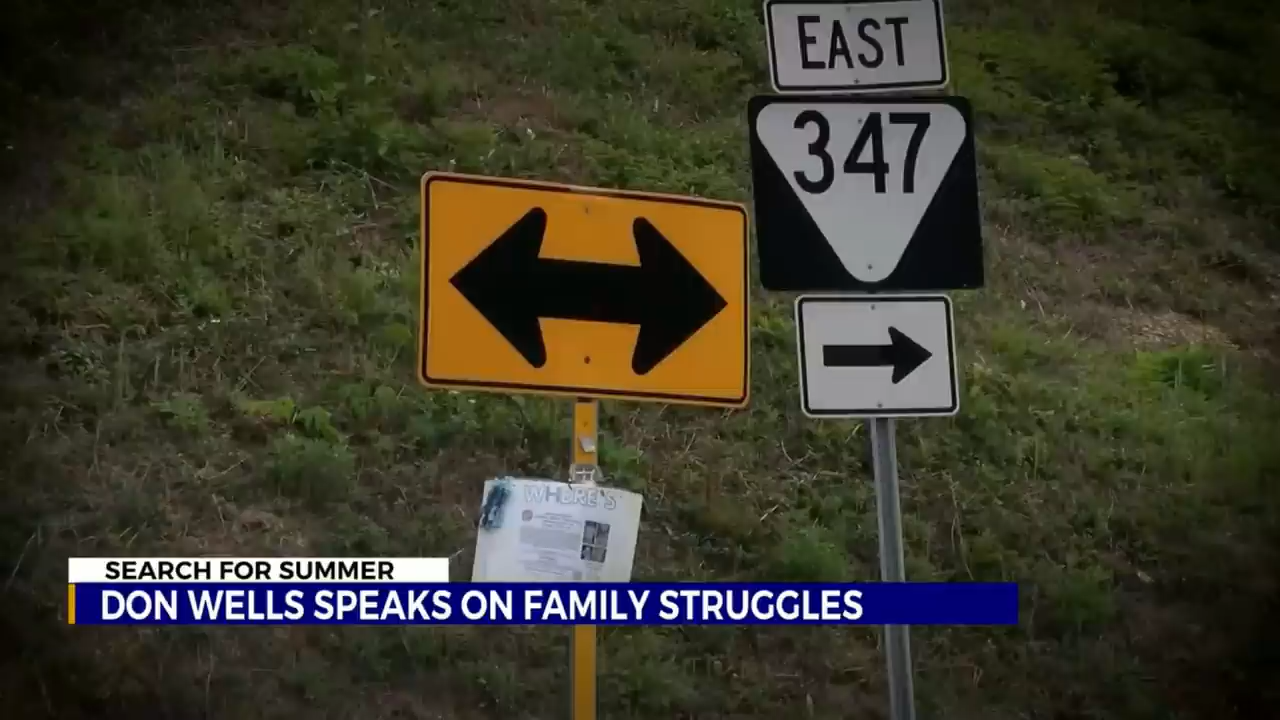 EAST
347
WHERE'S
SEARCH FOR SUMMER
DON WELLS SPEAKS ON FAMILY STRUGGLES